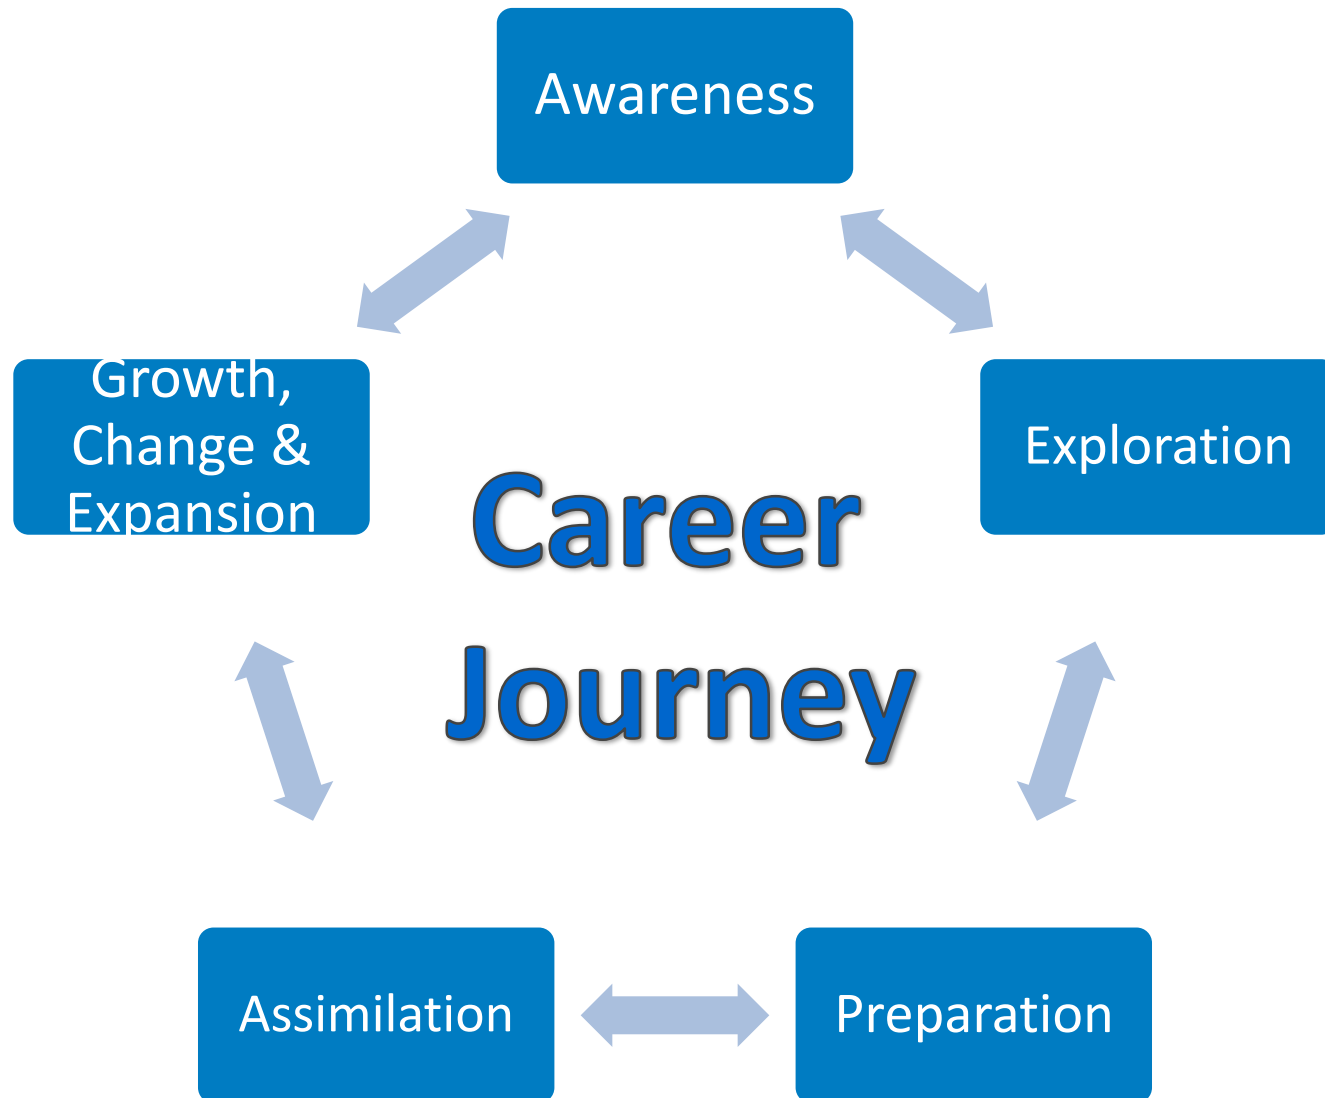 Awareness
Growth,
Change &
Expansion
Exploration
Career
Journey
Assimilation
Preparation